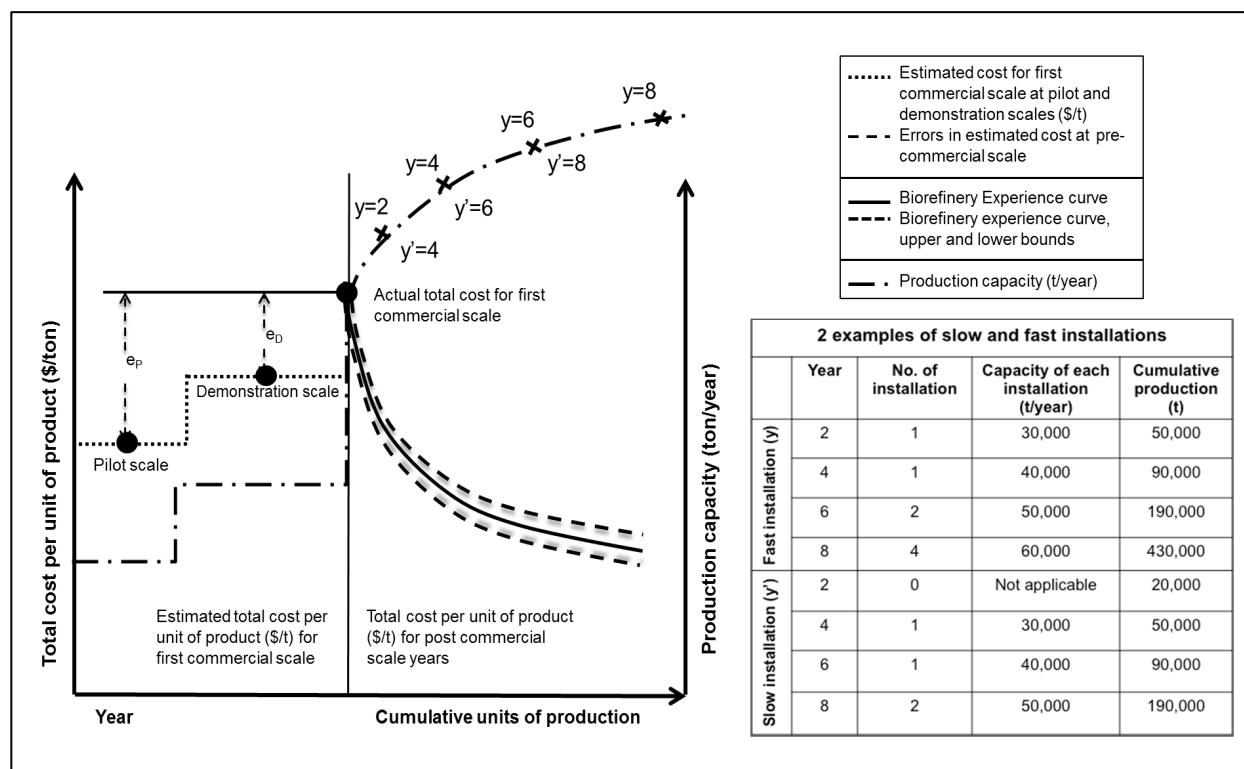 y=8
y=6
y'=8
y=4
y'=6
y=2
y'=4
Estimated cost for first
commercial scale at pilot and
demonstration scales ($/t)
Errors in estimated cost at pre-
commercial scale
Biorefinery Experience curve
Biorefinery experience curve,
upper and lower bounds
Production capacity (t/year)
Actual total cost for first
commercial scale
eP
eD
Demonstration scale
Pilot scale
Total cost per unit of product ($/ton)
Production capacity (ton/year)
Estimated total cost per
unit of product ($/t) for
first commercial scale
Total cost per unit of product
($/t) for post commercial
scale years
Year
Cumulative units of production
2 examples of slow and fast installations
Year No. of installation Capacity of each installation (t/year) Cumulative production (t)
Fast installation (y)
2 1 30,000 50,000
4 1 40,000 90,000
6 2 50,000 190,000
8 4 60,000 430,000
Slow installation (y')
2 0 Not applicable 20,000
4 1 30,000 50,000
6 1 40,000 90,000
8 2 50,000 190,000